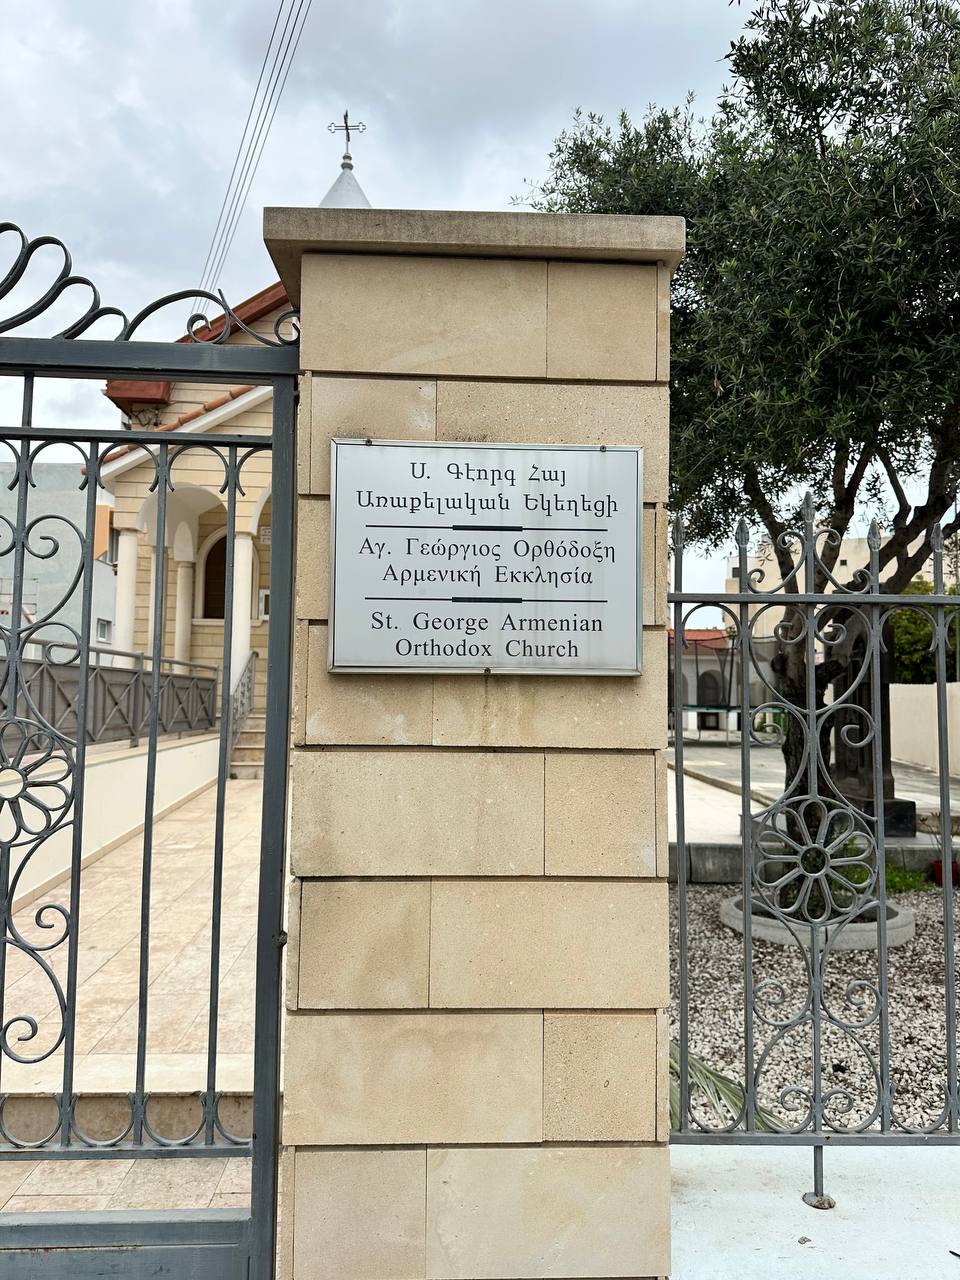 Ս. Գէորգ Հայ
Առաքելական Եկեղեցի
Αγ. Γεώργιος Ορθόδοξη
Αρμενική Εκκλησία
St. George Armenian
Orthodox Church